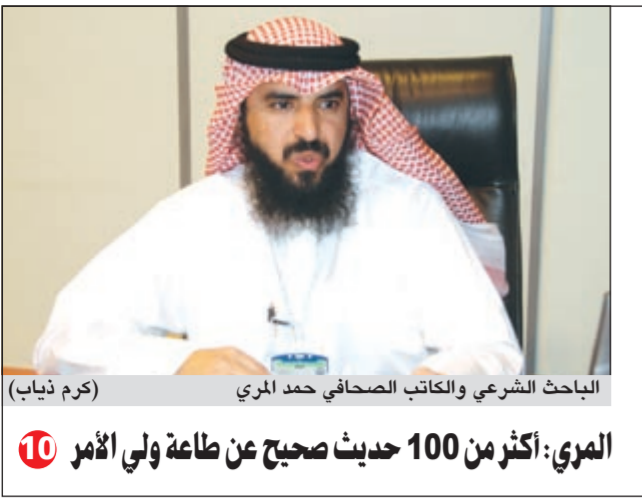 الباحث الشرعي والكاتب الصحافي حمد المري (كرم ذياب)
المري: أكثر من 100 حديث صحيح عن طاعة ولي الأمر 10